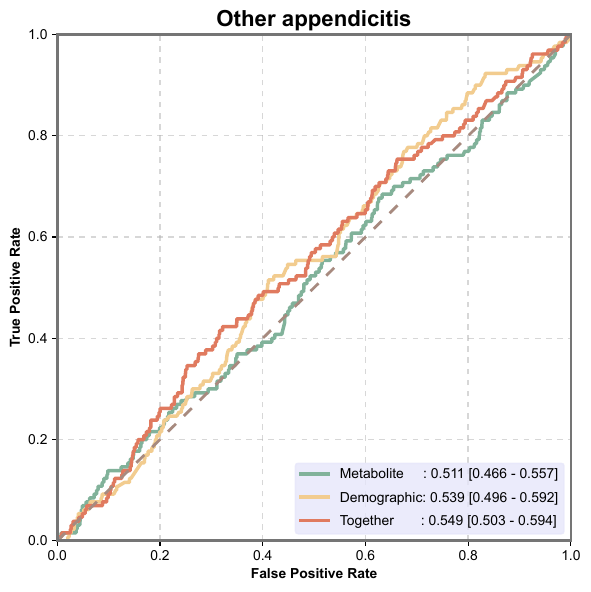 Other appendicitis
True Positive Rate
1.0
0.8
0.6
0.4
0.2
0.0
Metabolite : 0.511 [0.466 - 0.557]
Demographic: 0.539 [0.496 - 0.592]
Together : 0.549 [0.503 - 0.594]
0.0 0.2 0.4 0.6 0.8 1.0
False Positive Rate